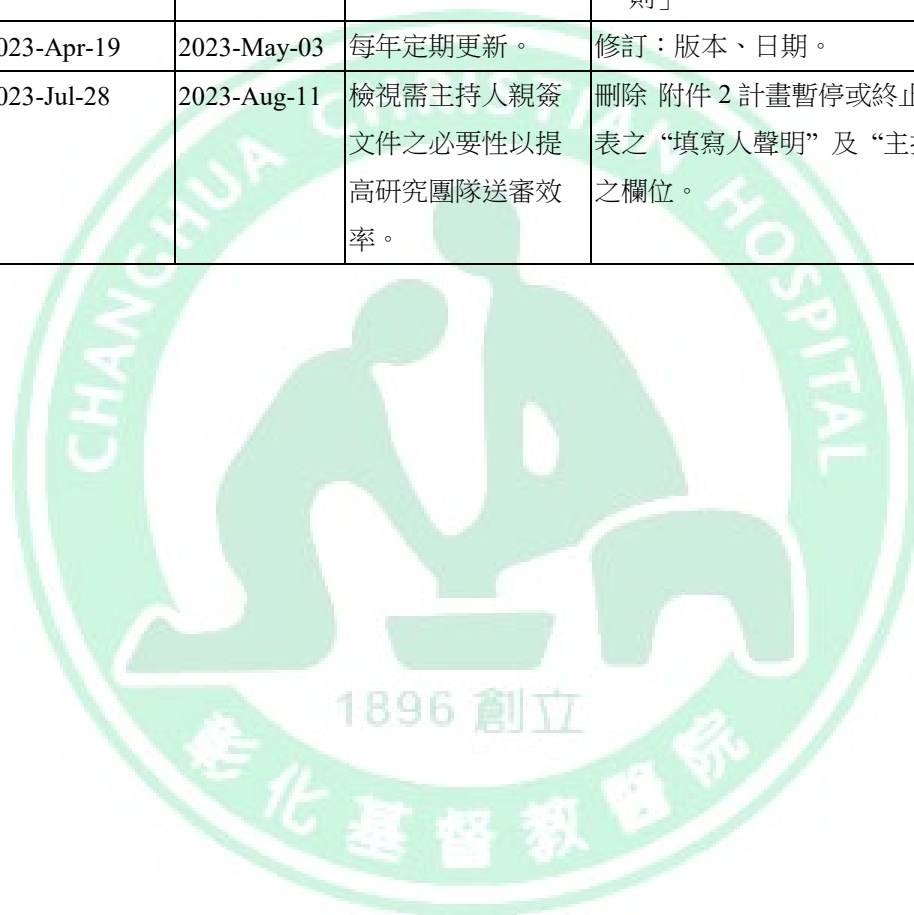 則」
023-Apr-19 2023-May-03 每年定期更新。 修訂：版本、日期。
023-Jul-28 2023-Aug-11 檢視需主持人親簽 刪除 附件 2 計畫暫停或終止
文件之必要性以提 表之 “填寫人聲明” 及 “主
高研究團隊送審效 之欄位。
率。
CHANGHUA CHRISTIAN HOSPITAL
1896 創立
彰化基督教醫院